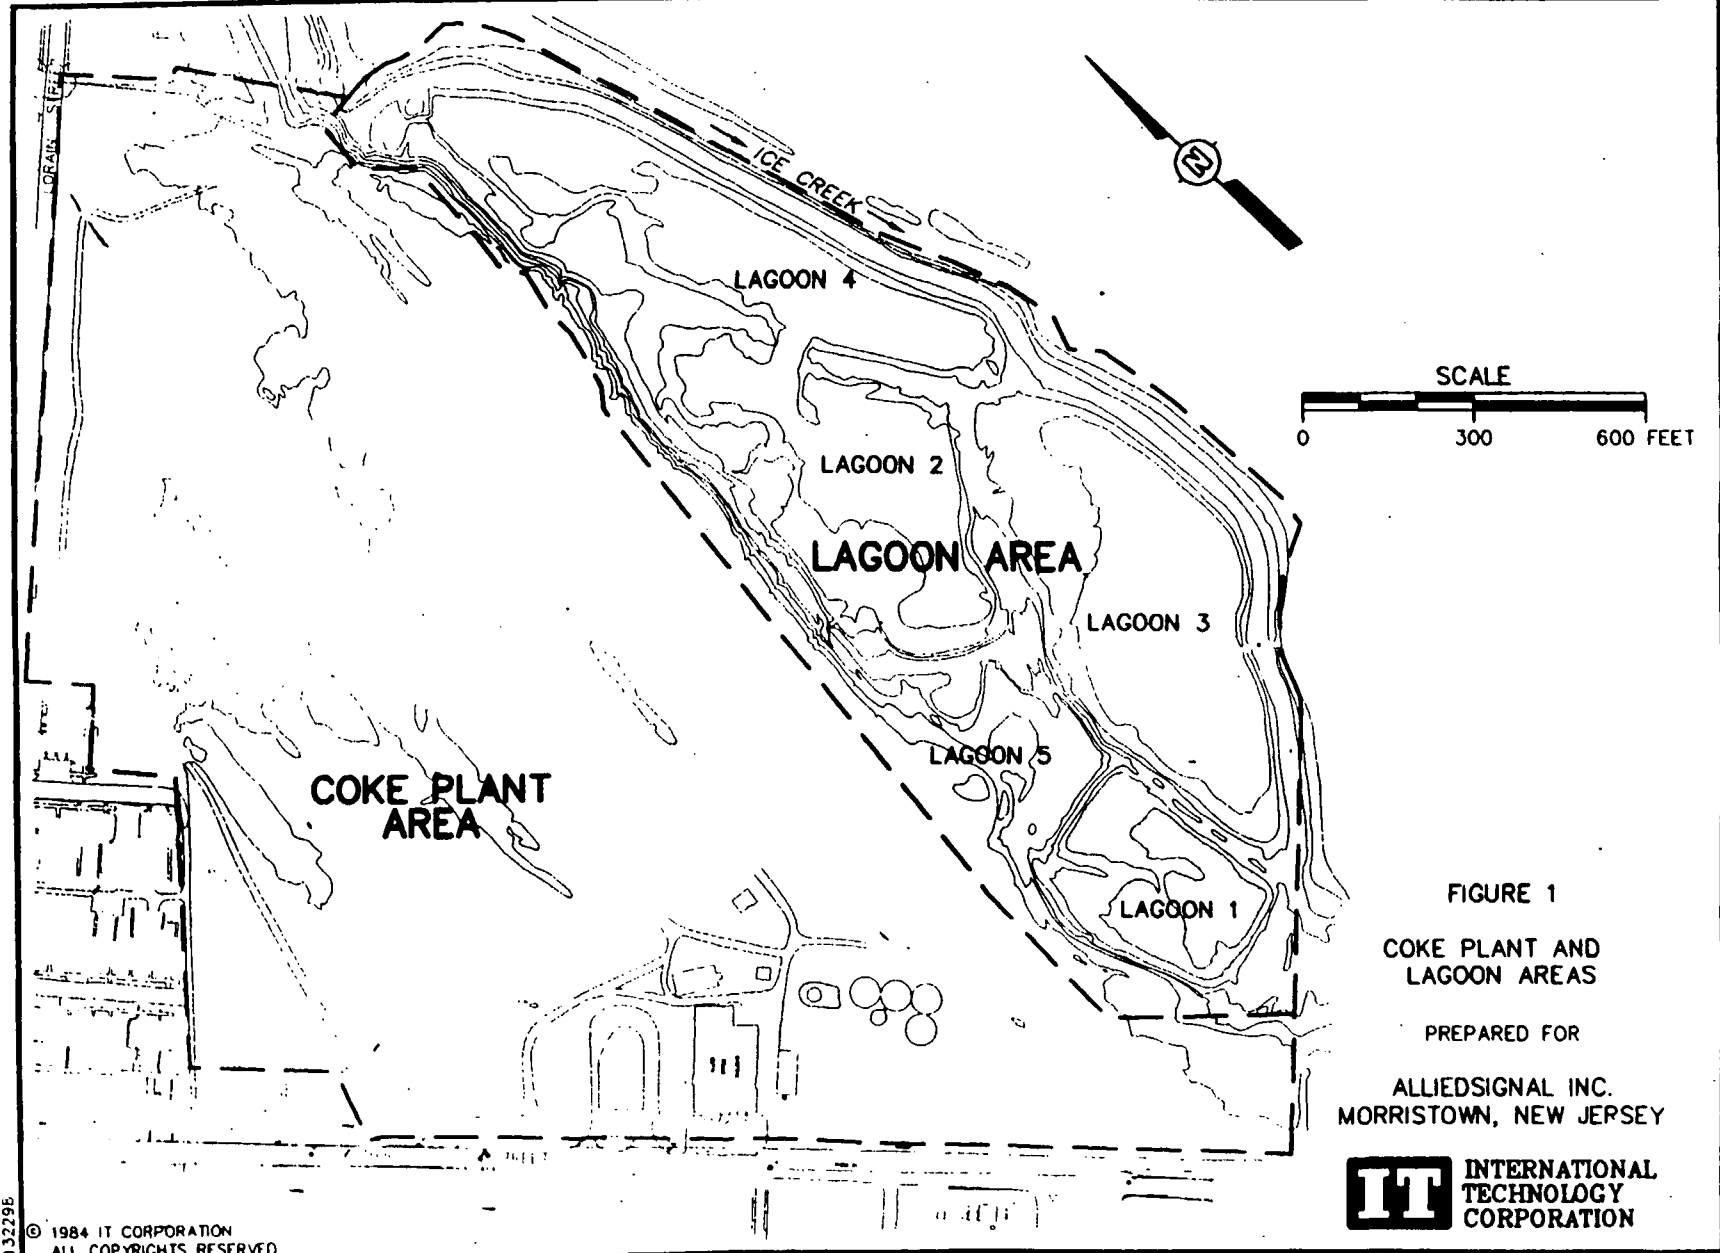 LORAIN
ICE CREEK
N
LAGOON 4
SCALE
0 300 600 FEET
LAGOON 2
LAGOON AREA
LAGOON 3
LAGOON 5
COKE PLANT
AREA
LAGOON 1
FIGURE 1
COKE PLANT AND
LAGOON AREAS
PREPARED FOR
ALLIEDSIGNAL INC.
MORRISTOWN, NEW JERSEY
IT
INTERNATIONAL
TECHNOLOGY
CORPORATION
© 1984 IT CORPORATION
ALL COPYRIGHTS RESERVED